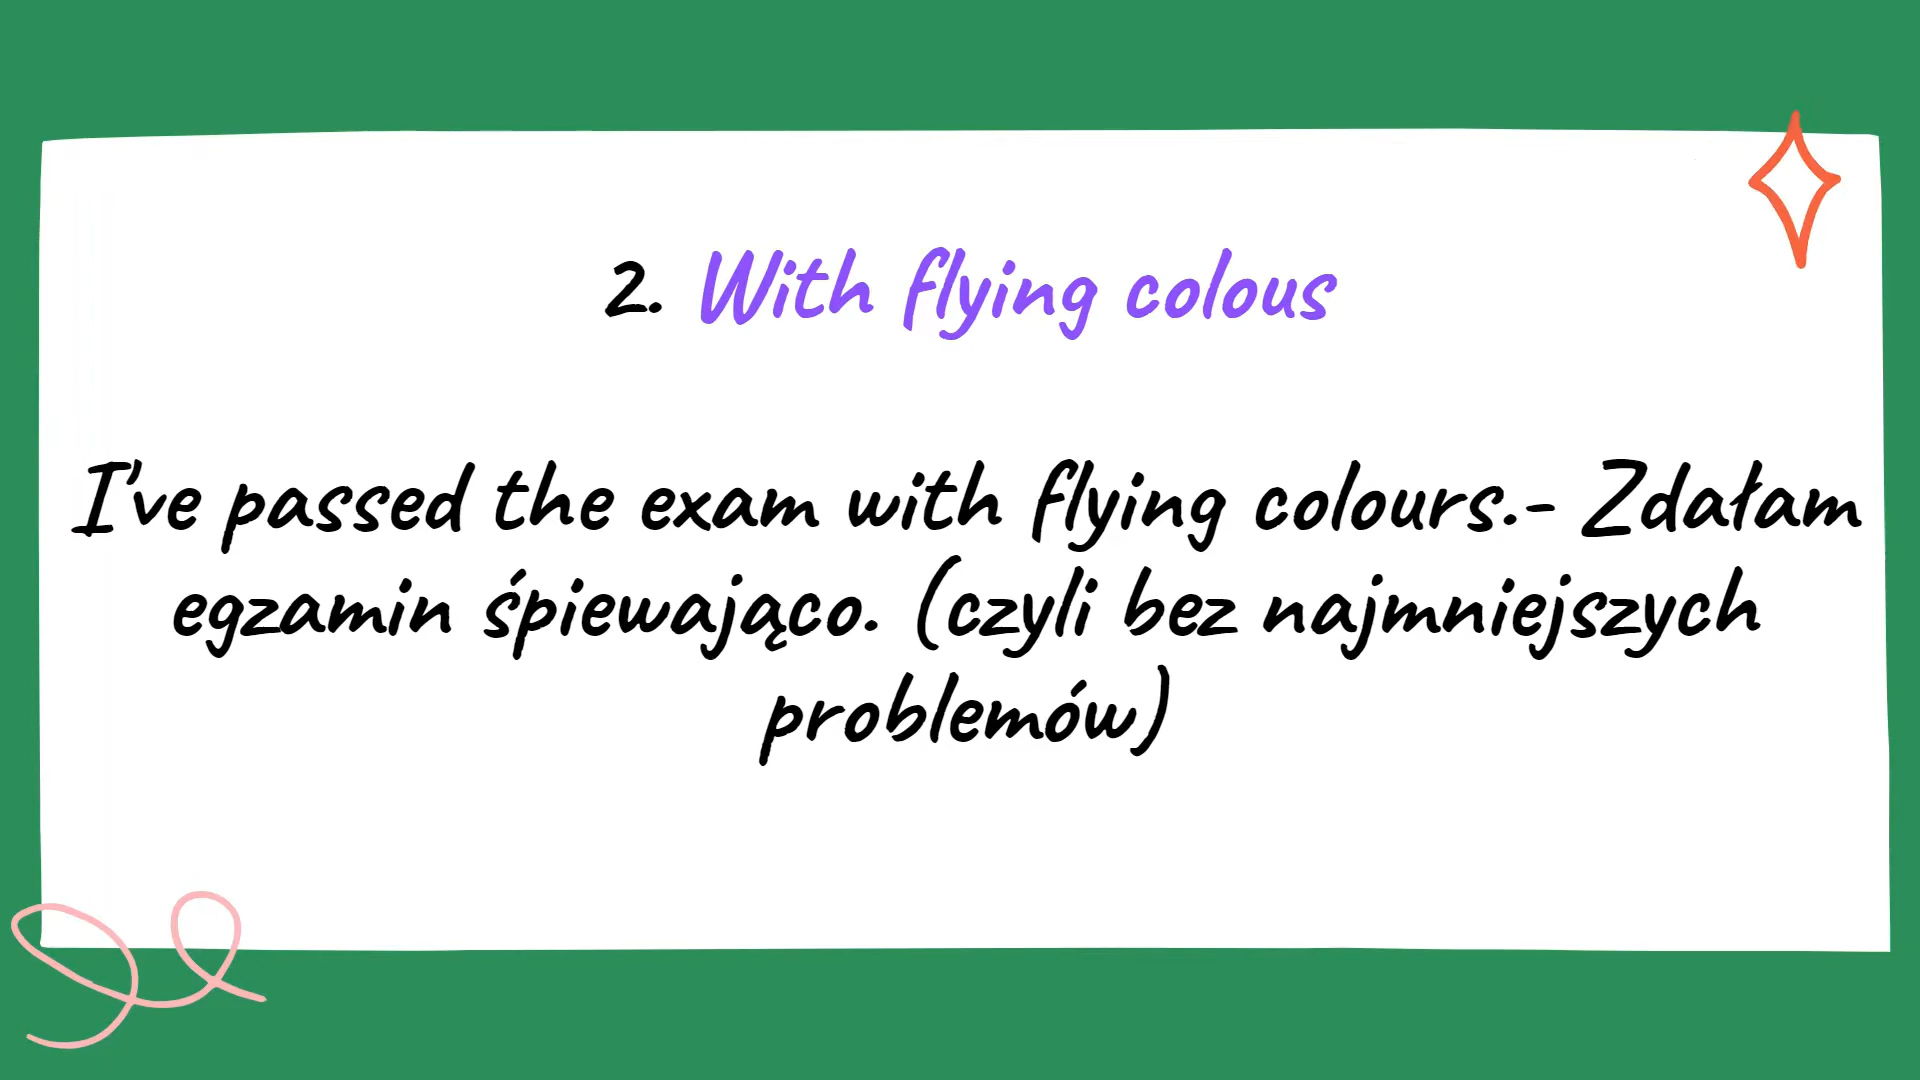 2. With flying colous
I've passed the exam with flying colours.- Zdałam
egzamin śpiewająco. (czyli bez najmniejszych
problemów)